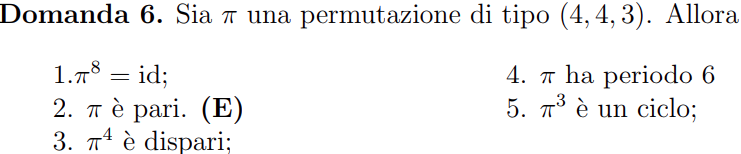 Domanda 6. Sia π una permutazione di tipo (4, 4, 3). Allora
1.π⁸ = id;
2. π è pari. (E)
3. π⁴ è dispari;
4. π ha periodo 6
5. π³ è un ciclo;